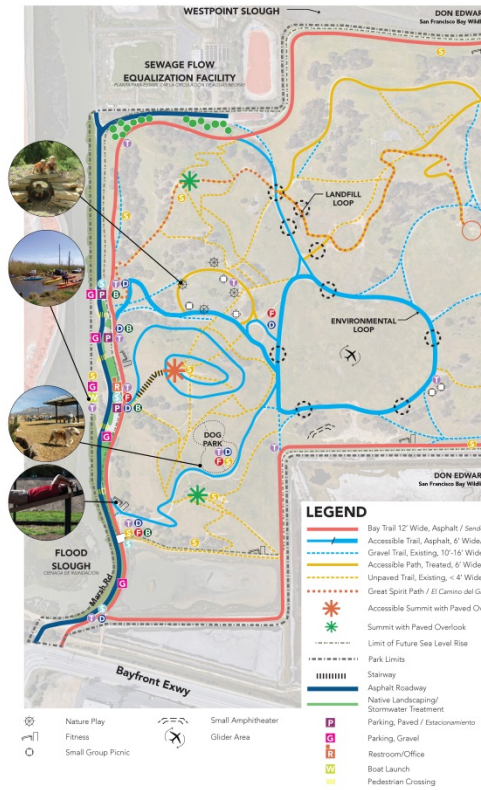 WESTPOINT SLOUGH
DON EDWAR
San Francisco Bay Wildl
SEWAGE FLOW
EQUALIZATION FACILITY
S
T
LANDFILL
LOOP
ENVIRONMENTAL
LOOP
G P S T D B
G P T D B
F
D
S
G
W
T
R T
S F
P D B
G
DOG
PARK
T D
F S
S
T D
S F B
T
S
DON EDWAR
San Francisco Bay Wildl
FLOOD
SLOUGH
Marsh Rd
G
S
T D
Bayfront Exwy
LEGEND
Bay Trail 12' Wide, Asphalt / Send
Accessible Trail, Asphalt, 6' Wide/
Gravel Trail, Existing, 10'-16' Wide
Accessible Path, Treated, 6' Wide
Unpaved Trail, Existing, < 4' Wide
Great Spirit Path / El Camino del G
Accessible Summit with Paved Ov
Summit with Paved Overlook
Limit of Future Sea Level Rise
Park Limits
Stairway
Asphalt Roadway
Native Landscaping/
Stormwater Treatment
P Parking, Paved / Estacionamiento
G Parking, Gravel
R Restroom/Office
W Boat Launch
Pedestrian Crossing
Nature Play
Fitness
Small Group Picnic
Small Amphitheater
Glider Area